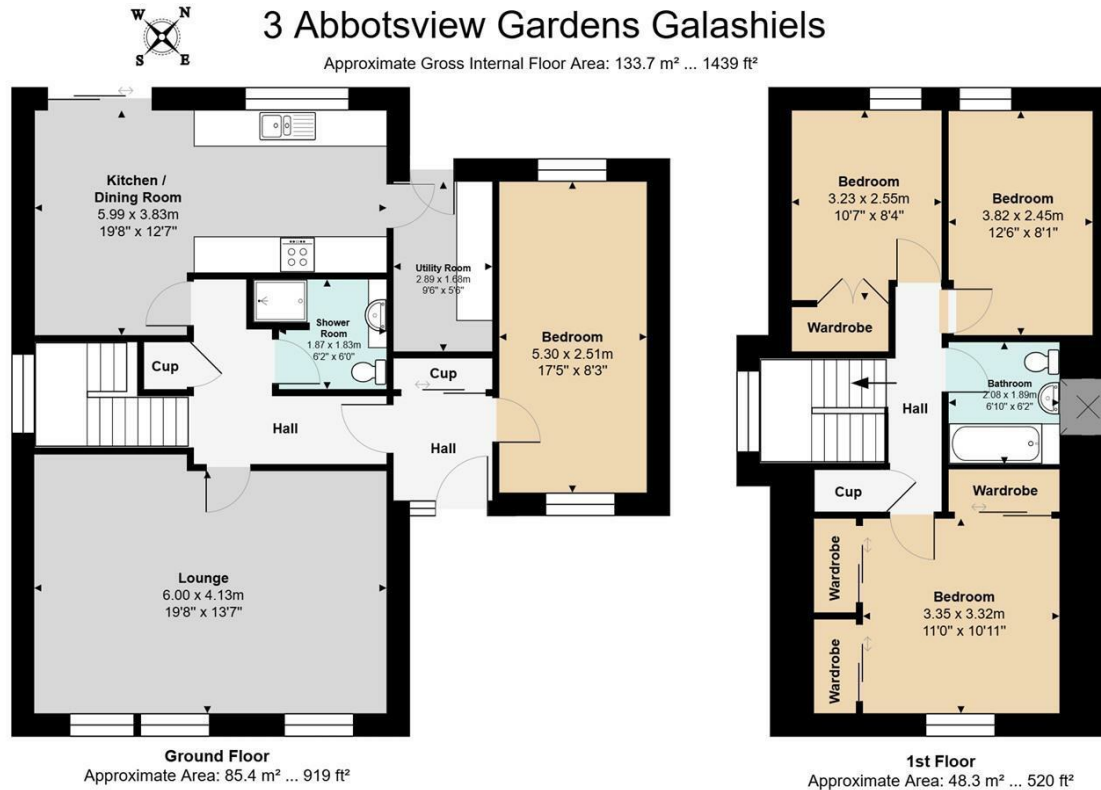 3 Abbotsview Gardens Galashiels
Approximate Gross Internal Floor Area: 133.7 m² ... 1439 ft²
W N
S E
Kitchen /
Dining Room
5.99 x 3.83m
19'8" x 12'7"
Utility Room
2.89 x 1.68m
9'6" x 5'6"
Shower
Room
1.87 x 1.83m
6'2" x 6'0"
Bedroom
5.30 x 2.51m
17'5" x 8'3"
Cup
Cup
Hall
Hall
Lounge
6.00 x 4.13m
19'8" x 13'7"
Ground Floor
Approximate Area: 85.4 m² ... 919 ft²
Bedroom
3.23 x 2.55m
10'7" x 8'4"
Bedroom
3.82 x 2.45m
12'6" x 8'1"
Wardrobe
Bathroom
2.08 x 1.89m
6'10" x 6'2"
Hall
Cup
Wardrobe
Wardrobe
Bedroom
3.35 x 3.32m
11'0" x 10'11"
Wardrobe
1st Floor
Approximate Area: 48.3 m² ... 520 ft²